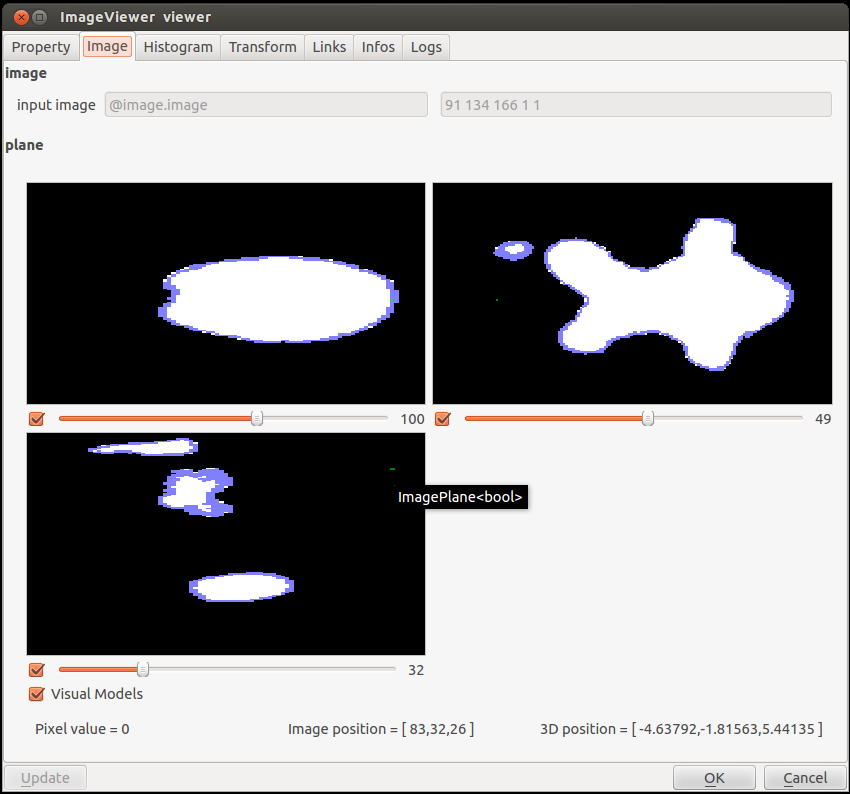 ImageViewer viewer
Property Image Histogram Transform Links Infos Logs
image
input image @image.image 91 134 166 1 1
plane
100 49
ImagePlane<bool>
32
Visual Models
Pixel value = 0 Image position = [ 83,32,26 ] 3D position = [ -4.63792,-1.81563,5.44135 ]
Update OK Cancel